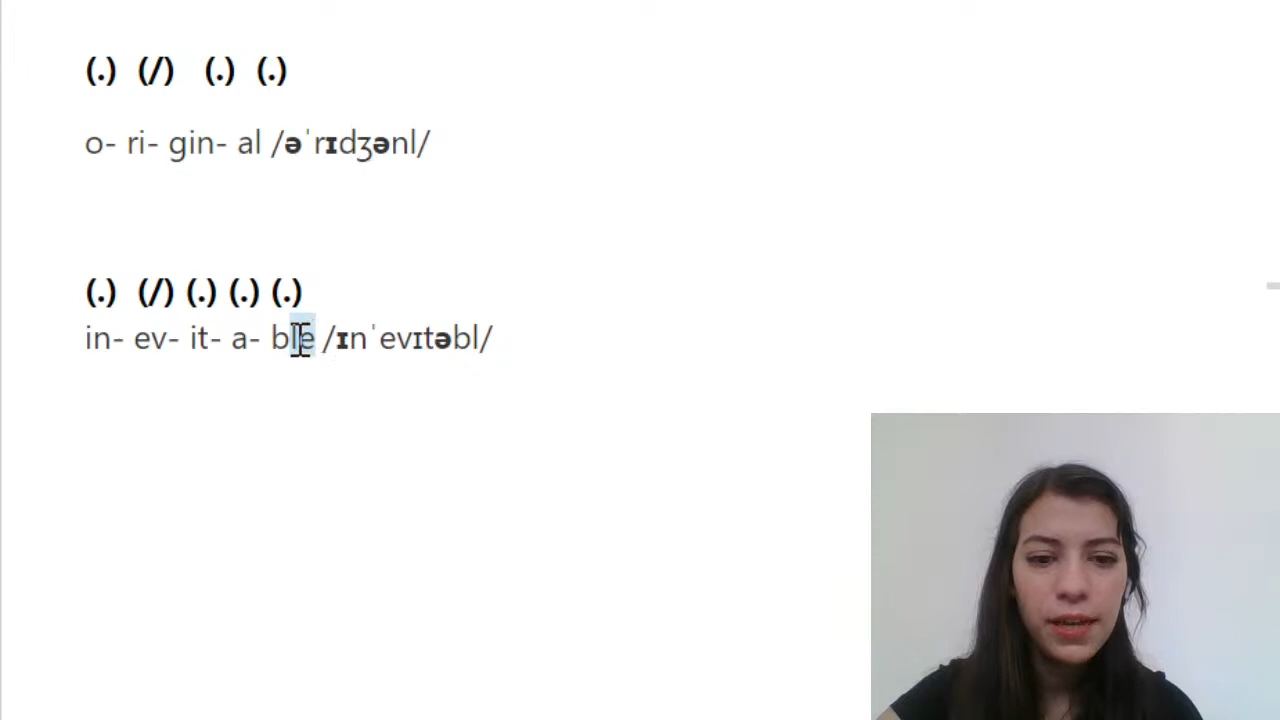 (.) (/) (.) (.)
o- ri- gin- al /əˈrɪdʒənl/
(.) (/) (.) (.) (.)
in- ev- it- a- ble /ɪnˈevɪtəbl/